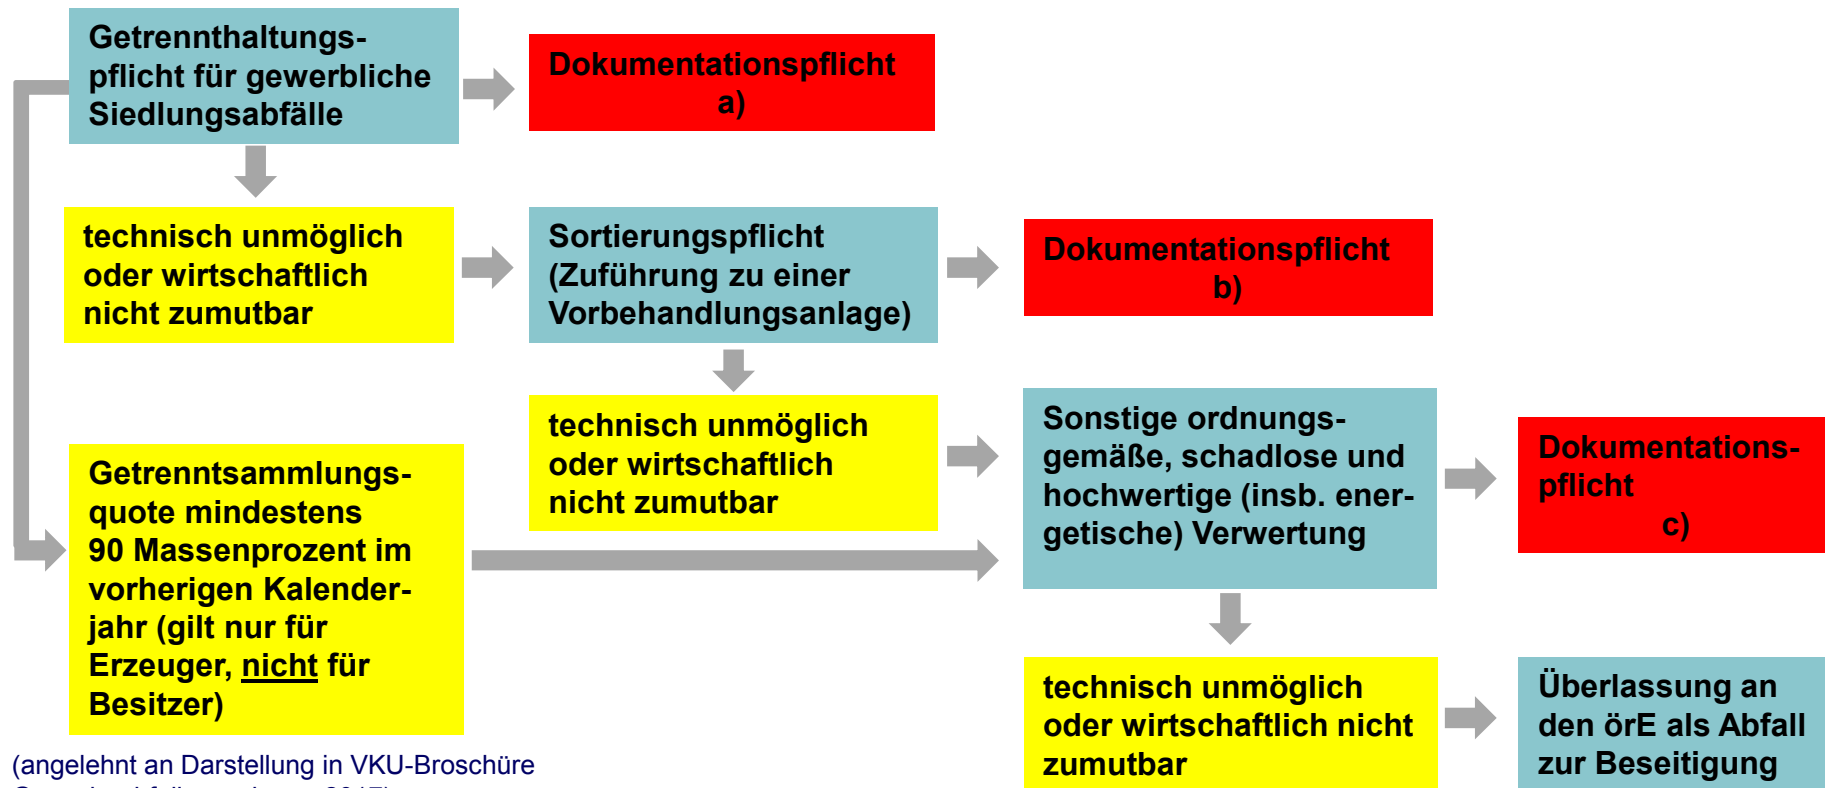 Getrennthaltungs-
pflicht für gewerbliche
Siedlungsabfälle
Dokumentationspflicht
a)
technisch unmöglich
oder wirtschaftlich
nicht zumutbar
Sortierungspflicht
(Zuführung zu einer
Vorbehandlungsanlage)
Dokumentationspflicht
b)
technisch unmöglich
oder wirtschaftlich
nicht zumutbar
Sonstige ordnungs-
gemäße, schadlose und
hochwertige (insb. ener-
getische) Verwertung
Dokumentations-
pflicht
c)
Getrenntsammlungs-
quote mindestens
90 Massenprozent im
vorherigen Kalender-
jahr (gilt nur für
Erzeuger, nicht für
Besitzer)
technisch unmöglich
oder wirtschaftlich nicht
zumutbar
Überlassung an
den örE als Abfall
zur Beseitigung
(angelehnt an Darstellung in VKU-Broschüre